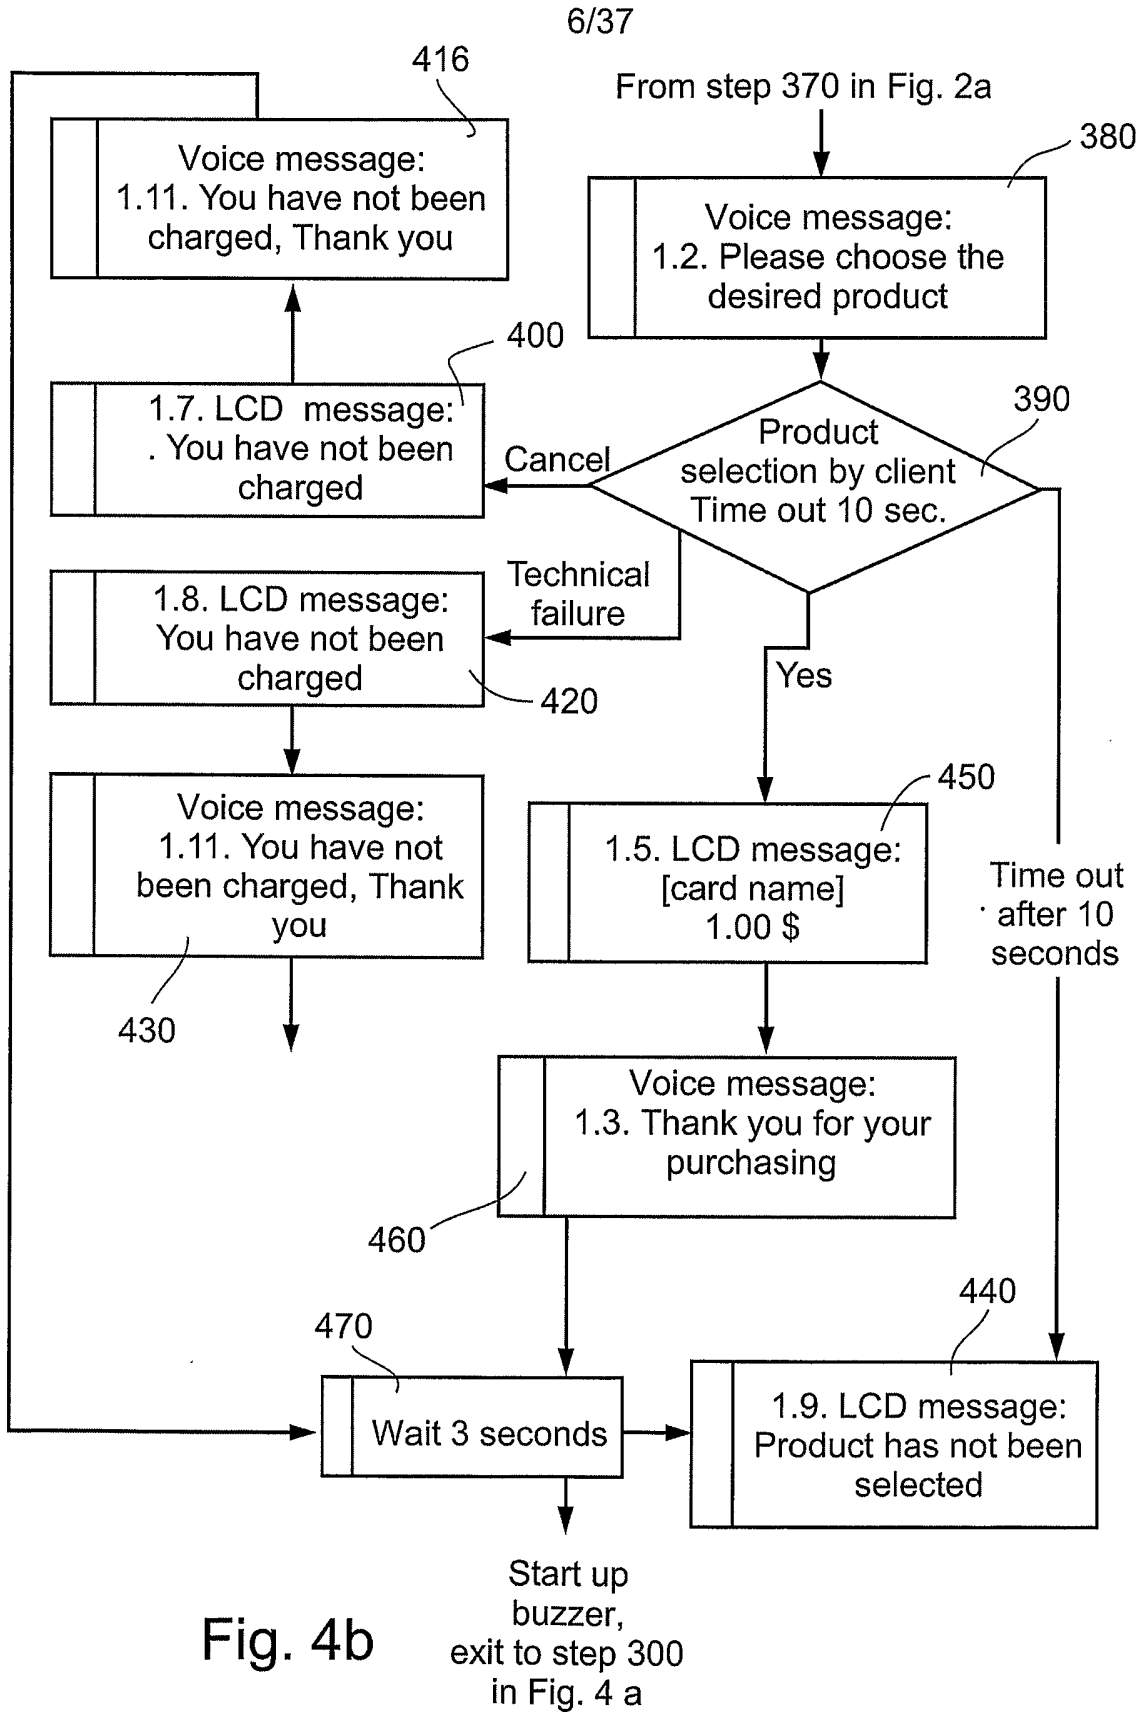 6/37
416
From step 370 in Fig. 2a
380
Voice message:
1.11. You have not been
charged, Thank you
Voice message:
1.2. Please choose the
desired product
400
1.7. LCD message:
. You have not been
charged
Cancel
390
Product
selection by client
Time out 10 sec.
Technical
failure
1.8. LCD message:
You have not been
charged
420
Yes
Voice message:
1.11. You have not
been charged, Thank
you
430
450
1.5. LCD message:
[card name]
1.00 $
Time out
after 10
seconds
Voice message:
1.3. Thank you for your
purchasing
460
470
440
Wait 3 seconds
1.9. LCD message:
Product has not been
selected
Start up
buzzer,
exit to step 300
in Fig. 4 a
Fig. 4b